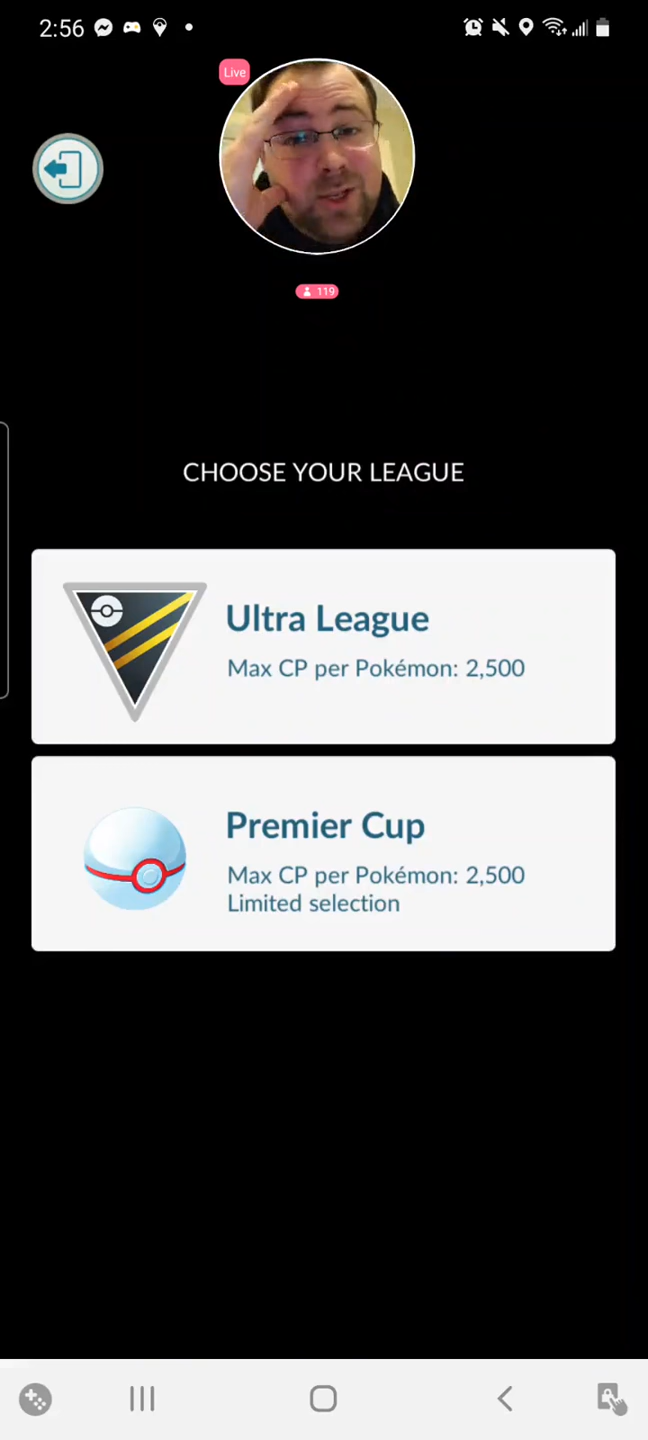 2:56
Live
119
CHOOSE YOUR LEAGUE
Ultra League
Max CP per Pokémon: 2,500
Premier Cup
Max CP per Pokémon: 2,500
Limited selection